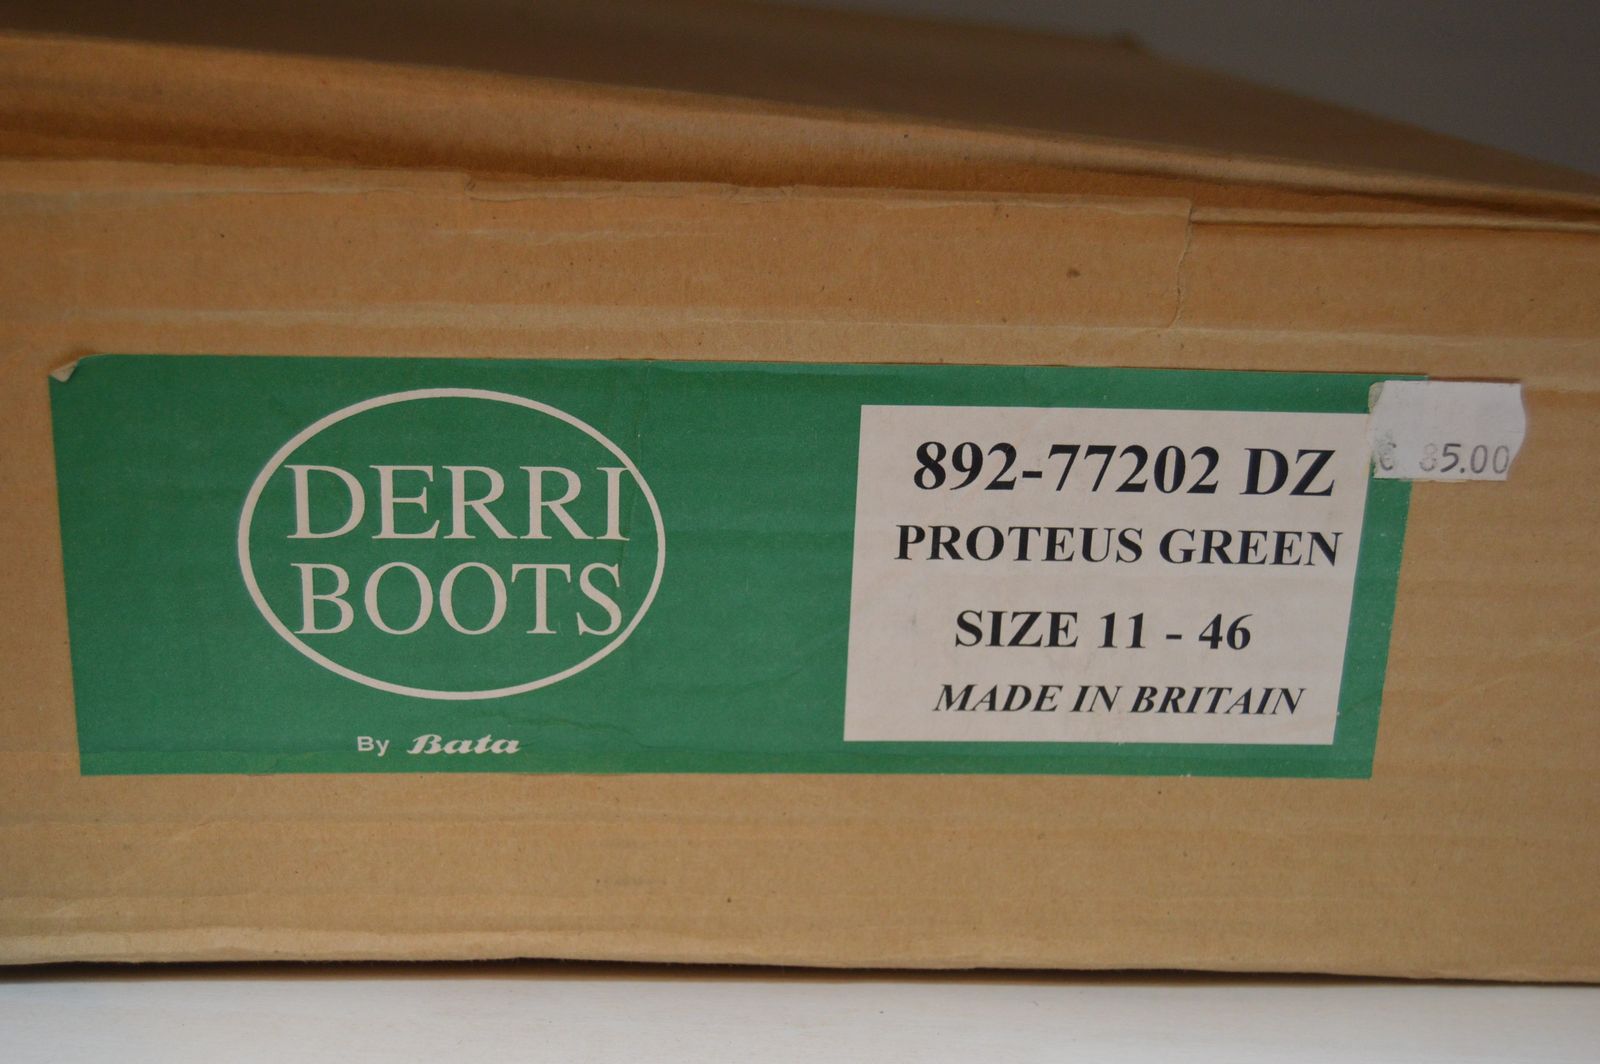 DERRI
BOOTS
By Bata
892-77202 DZ
PROTEUS GREEN
SIZE 11 - 46
MADE IN BRITAIN
€ 85.00